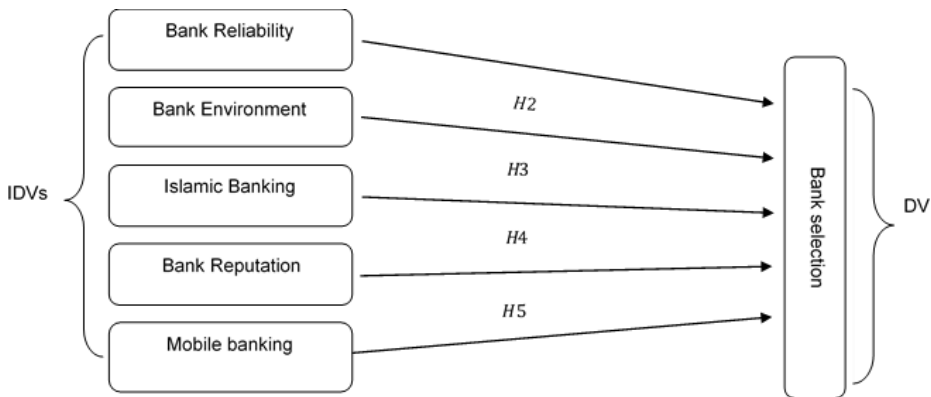 Bank Reliability
H2
Bank Environment
H3
Islamic Banking
IDVs
Bank selection
DV
H4
Bank Reputation
H5
Mobile banking